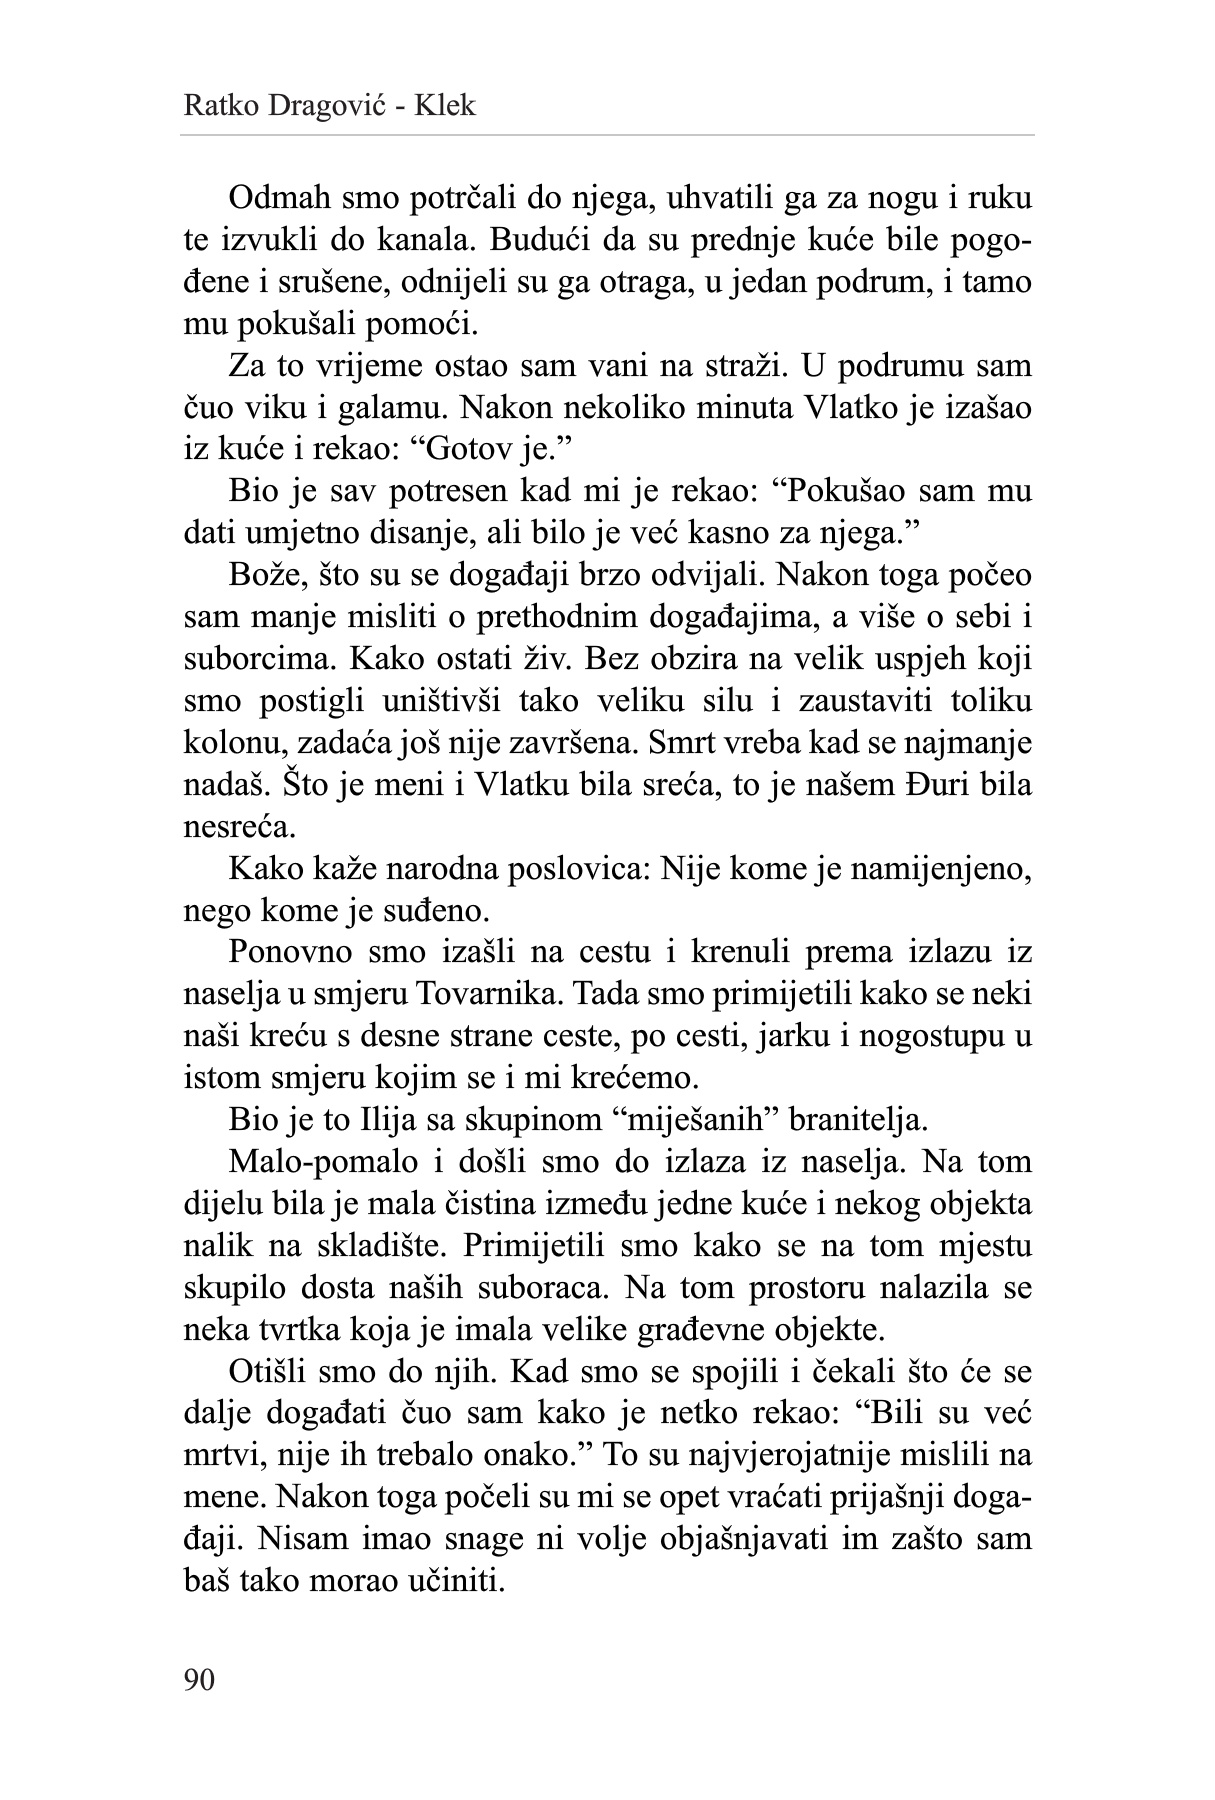 Ratko Dragović - Klek
Odmah smo potrčali do njega, uhvatili ga za nogu i ruku
te izvukli do kanala. Budući da su prednje kuće bile pogo-
đene i srušene, odnijeli su ga otraga, u jedan podrum, i tamo
mu pokušali pomoći.
Za to vrijeme ostao sam vani na straži. U podrumu sam
čuo viku i galamu. Nakon nekoliko minuta Vlatko je izašao
iz kuće i rekao: “Gotov je.”
Bio je sav potresen kad mi je rekao: “Pokušao sam mu
dati umjetno disanje, ali bilo je već kasno za njega.”
Bože, što su se događaji brzo odvijali. Nakon toga počeo
sam manje misliti o prethodnim događajima, a više o sebi i
suborcima. Kako ostati živ. Bez obzira na velik uspjeh koji
smo postigli uništivši tako veliku silu i zaustaviti toliku
kolonu, zadaća još nije završena. Smrt vreba kad se najmanje
nadaš. Što je meni i Vlatku bila sreća, to je našem Đuri bila
nesreća.
Kako kaže narodna poslovica: Nije kome je namijenjeno,
nego kome je suđeno.
Ponovno smo izašli na cestu i krenuli prema izlazu iz
naselja u smjeru Tovarnika. Tada smo primijetili kako se neki
naši kreću s desne strane ceste, po cesti, jarku i nogostupu u
istom smjeru kojim se i mi krećemo.
Bio je to Ilija sa skupinom “miješanih” branitelja.
Malo-pomalo i došli smo do izlaza iz naselja. Na tom
dijelu bila je mala čistina između jedne kuće i nekog objekta
nalik na skladište. Primijetili smo kako se na tom mjestu
skupilo dosta naših suboraca. Na tom prostoru nalazila se
neka tvrtka koja je imala velike građevne objekte.
Otišli smo do njih. Kad smo se spojili i čekali što će se
dalje događati čuo sam kako je netko rekao: “Bili su već
mrtvi, nije ih trebalo onako.” To su najvjerojatnije mislili na
mene. Nakon toga počeli su mi se opet vraćati prijašnji doga-
đaji. Nisam imao snage ni volje objašnjavati im zašto sam
baš tako morao učiniti.
90